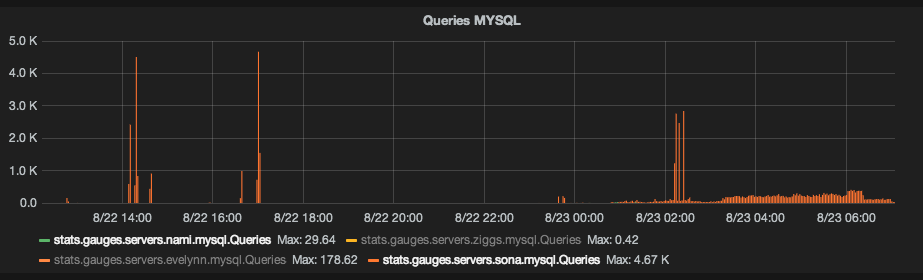 Queries MYSQL
5.0 K
4.0 K
3.0 K
2.0 K
1.0 K
0.0
8/22 14:00 8/22 16:00 8/22 18:00 8/22 20:00 8/22 22:00 8/23 00:00 8/23 02:00 8/23 04:00 8/23 06:00
stats.gauges.servers.nami.mysql.Queries Max: 29.64 stats.gauges.servers.ziggs.mysql.Queries Max: 0.42
stats.gauges.servers.evelynn.mysql.Queries Max: 178.62 stats.gauges.servers.sona.mysql.Queries Max: 4.67 K